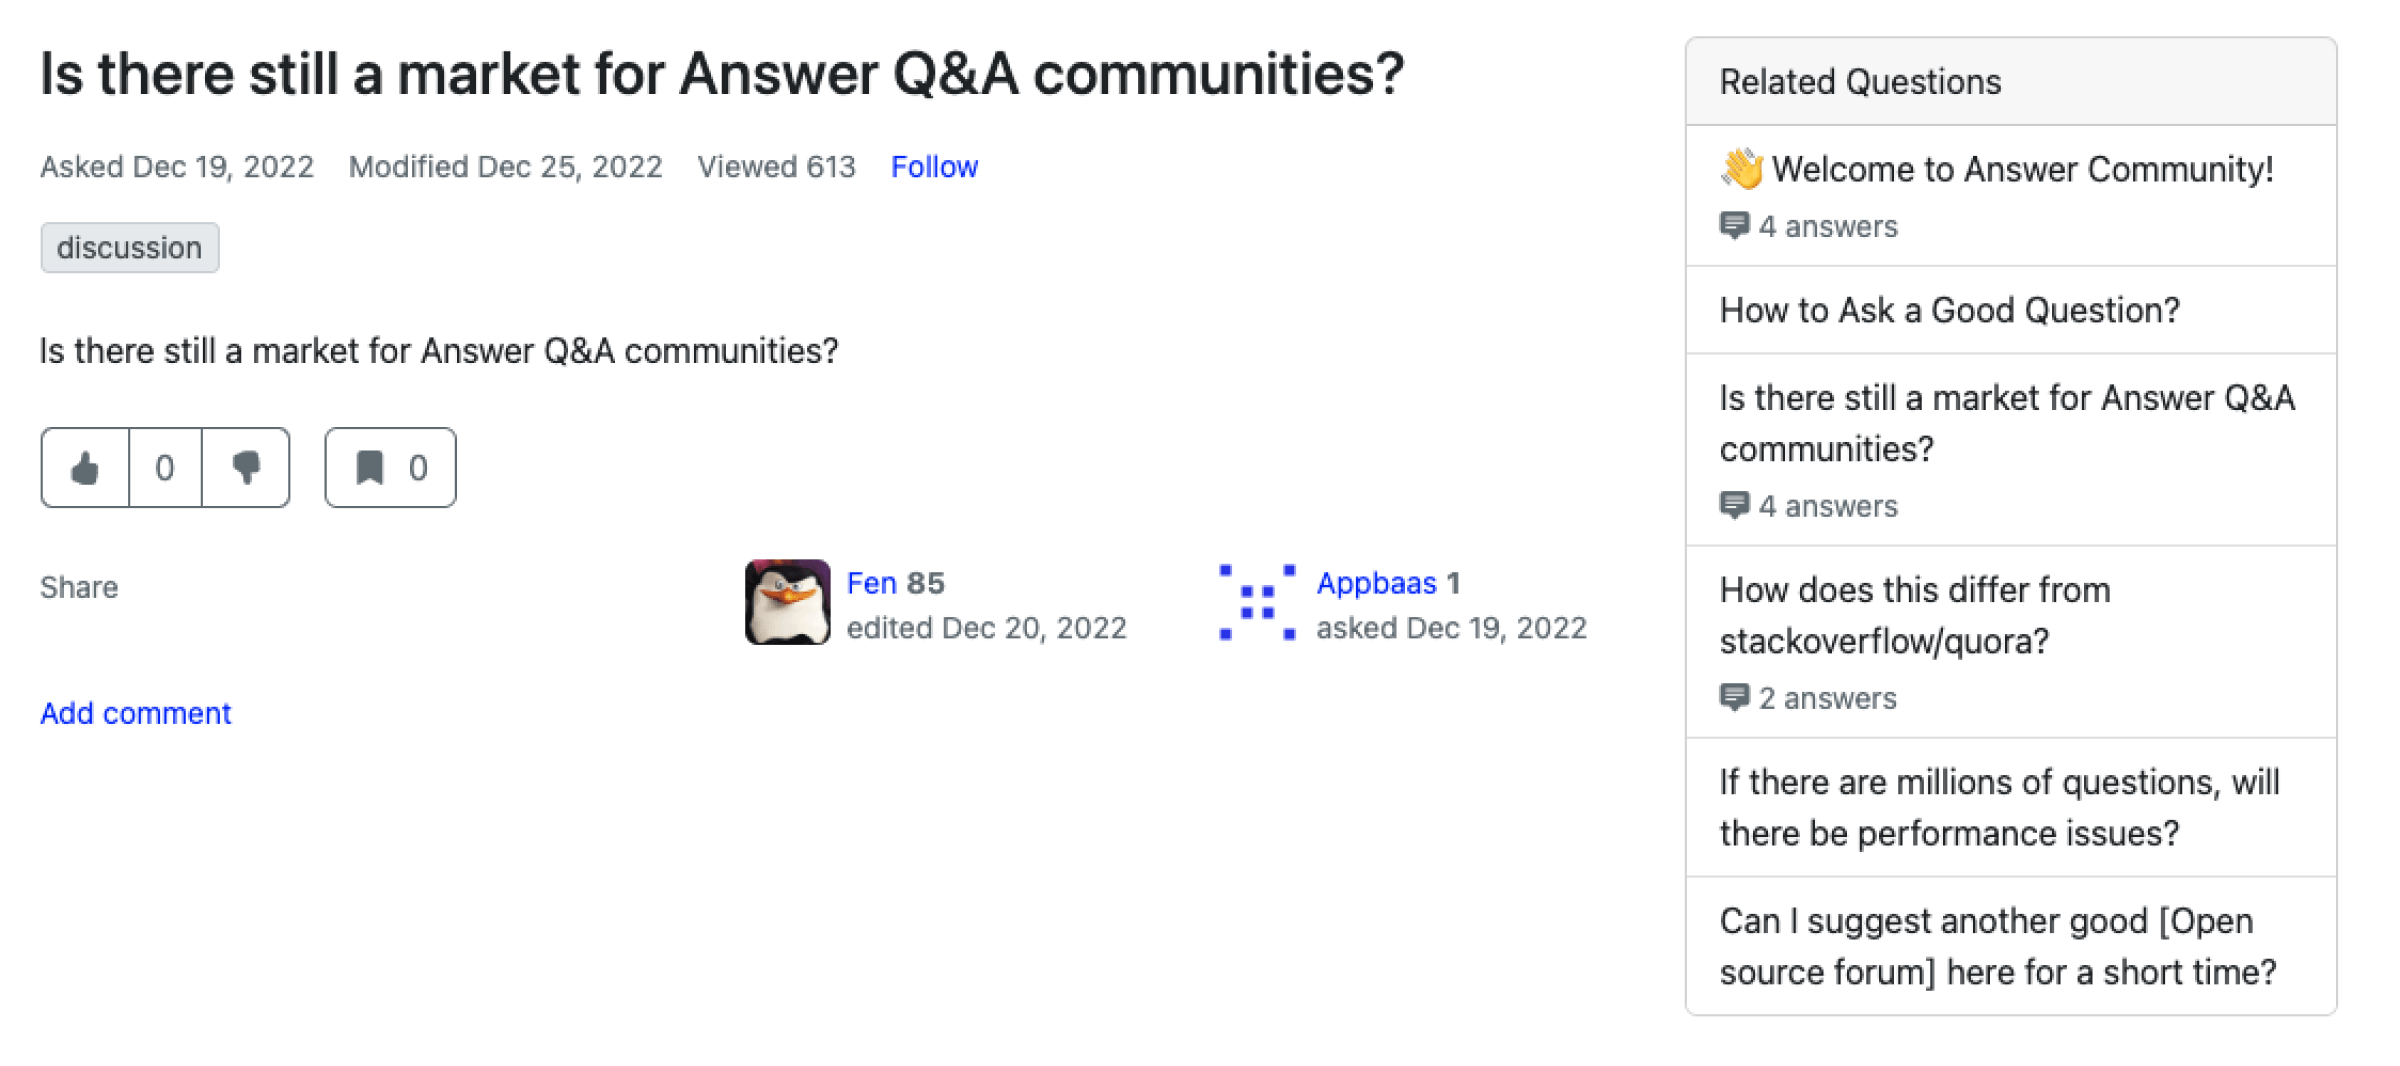 Is there still a market for Answer Q&A communities?
Asked Dec 19, 2022 Modified Dec 25, 2022 Viewed 613 Follow
discussion
Is there still a market for Answer Q&A communities?
0 0
Share
Fen 85
edited Dec 20, 2022
Appbaas 1
asked Dec 19, 2022
Add comment
Related Questions
👋 Welcome to Answer Community!
4 answers
How to Ask a Good Question?
Is there still a market for Answer Q&A
communities?
4 answers
How does this differ from
stackoverflow/quora?
2 answers
If there are millions of questions, will
there be performance issues?
Can I suggest another good [Open
source forum] here for a short time?